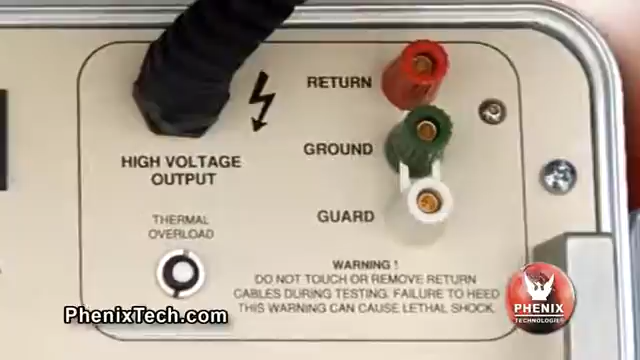 RETURN
HIGH VOLTAGE
OUTPUT
GROUND
THERMAL
OVERLOAD
GUARD
WARNING !
DO NOT TOUCH OR REMOVE RETURN
CABLES DURING TESTING. FAILURE TO HEED
THIS WARNING CAN CAUSE LETHAL SHOCK.
PhenixTech.com
PHENIX
TECHNOLOGIES